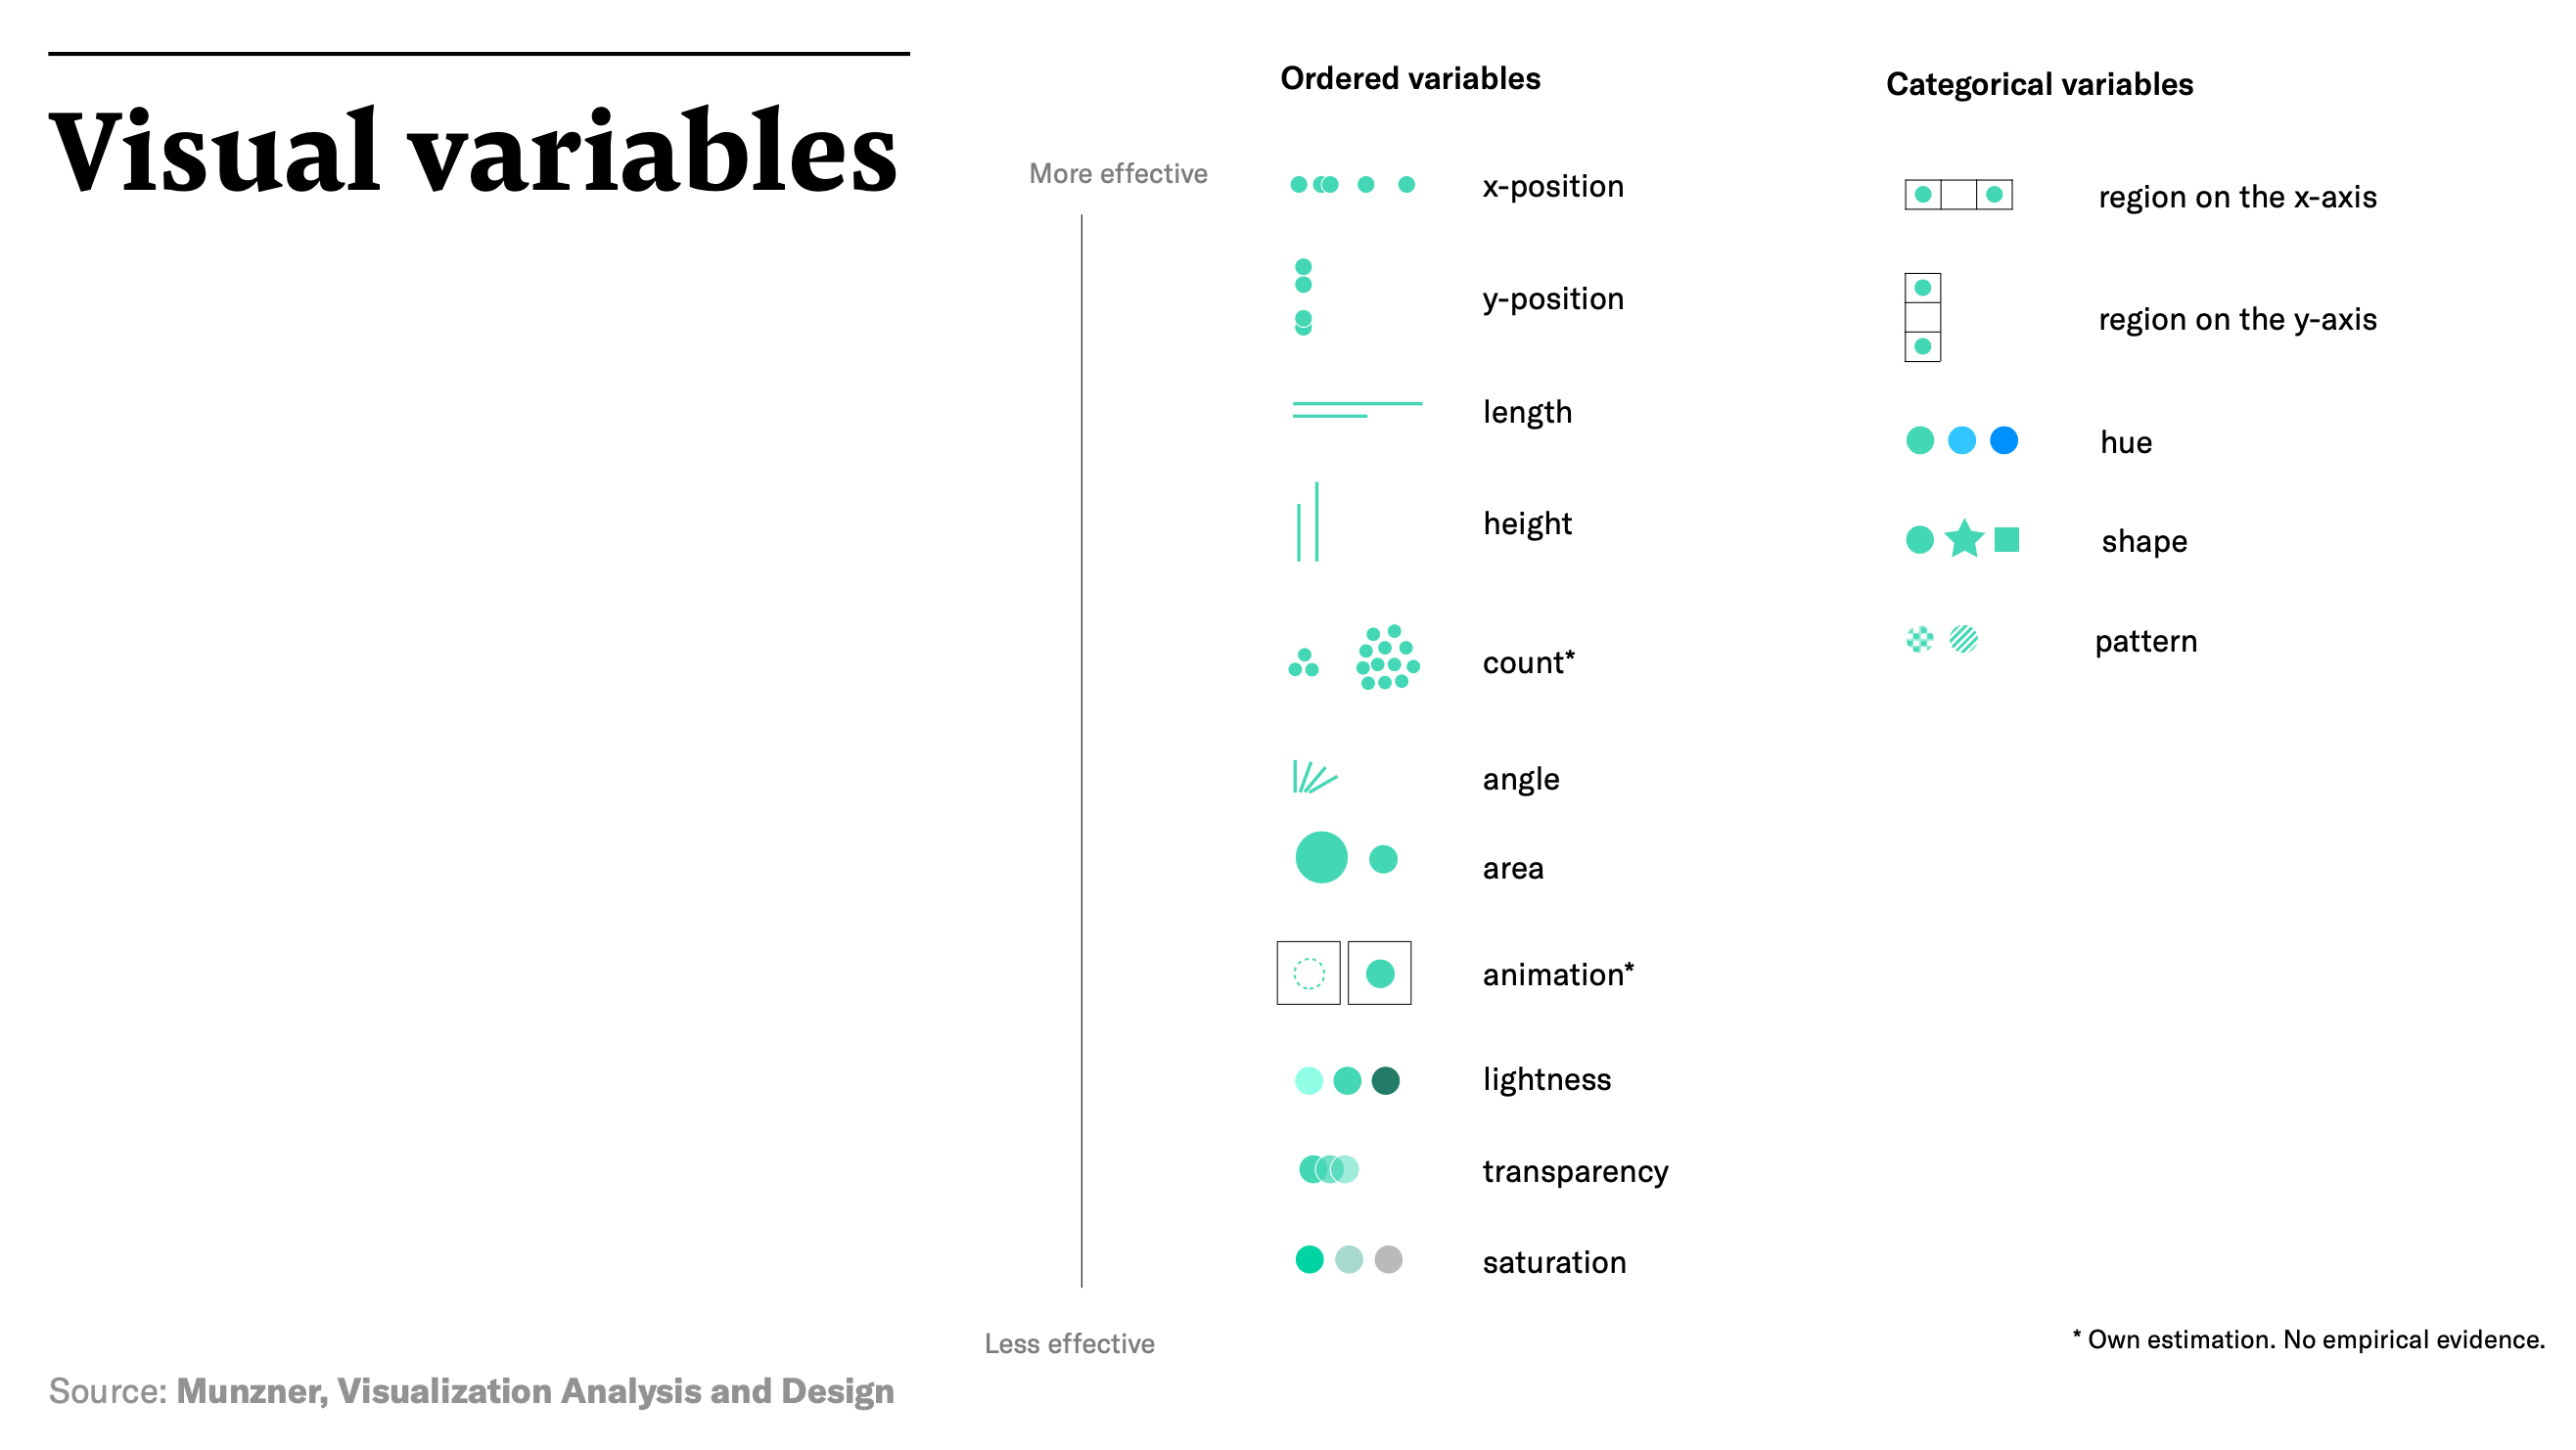 Visual variables
More effective
Less effective
Ordered variables
x-position
y-position
length
height
count*
angle
area
animation*
lightness
transparency
saturation
Categorical variables
region on the x-axis
region on the y-axis
hue
shape
pattern
* Own estimation. No empirical evidence.
Source: Munzner, Visualization Analysis and Design